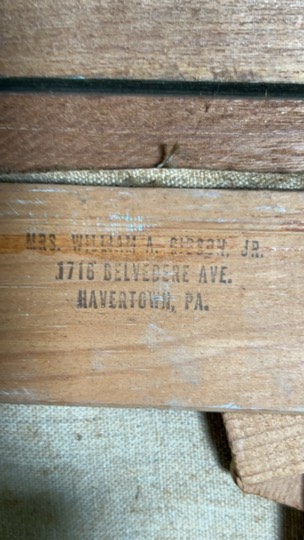 MRS. WILLIAM A. GIBSON, JR.
1716 BELVEDERE AVE.
HAVERTOWN, PA.